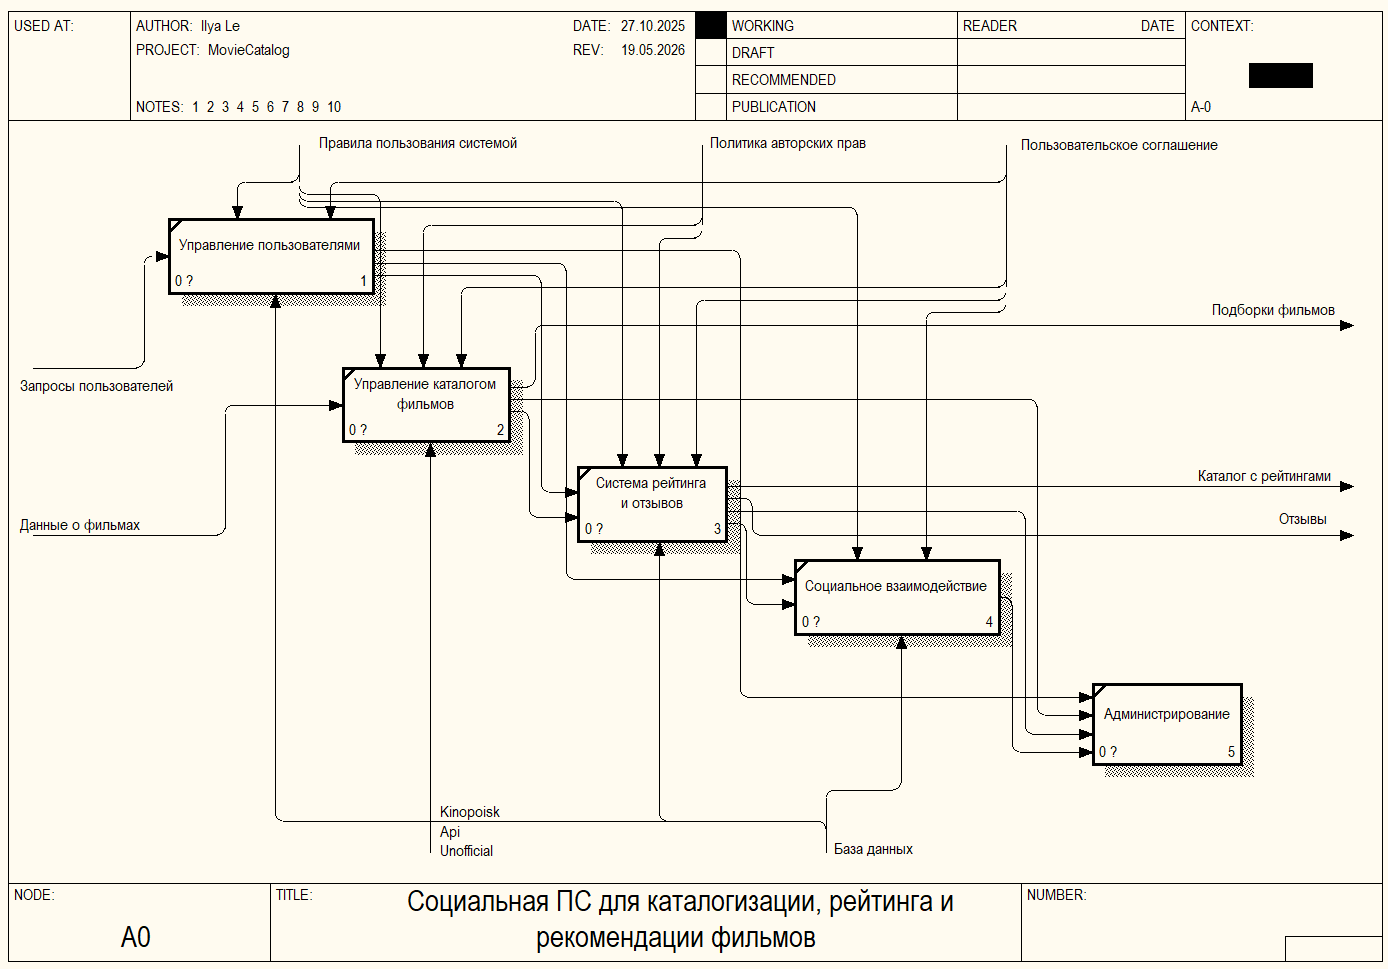 USED AT:
AUTHOR: Ilya Le
DATE: 27.10.2025
PROJECT: MovieCatalog
REV: 19.05.2026
NOTES: 1 2 3 4 5 6 7 8 9 10
WORKING
DRAFT
RECOMMENDED
PUBLICATION
READER DATE
CONTEXT:
A-0
Правила пользования системой
Политика авторских прав
Пользовательское соглашение
Управление пользователями
0 ? 1
Подборки фильмов
Запросы пользователей
Управление каталогом
фильмов
0 ? 2
Каталог с рейтингами
Система рейтинга
и отзывов
0 ? 3
Отзывы
Данные о фильмах
Социальное взаимодействие
0 ? 4
Администрирование
0 ? 5
Kinopoisk
Api
Unofficial
База данных
NODE:
A0
TITLE:
Социальная ПС для каталогизации, рейтинга и
рекомендации фильмов
NUMBER: